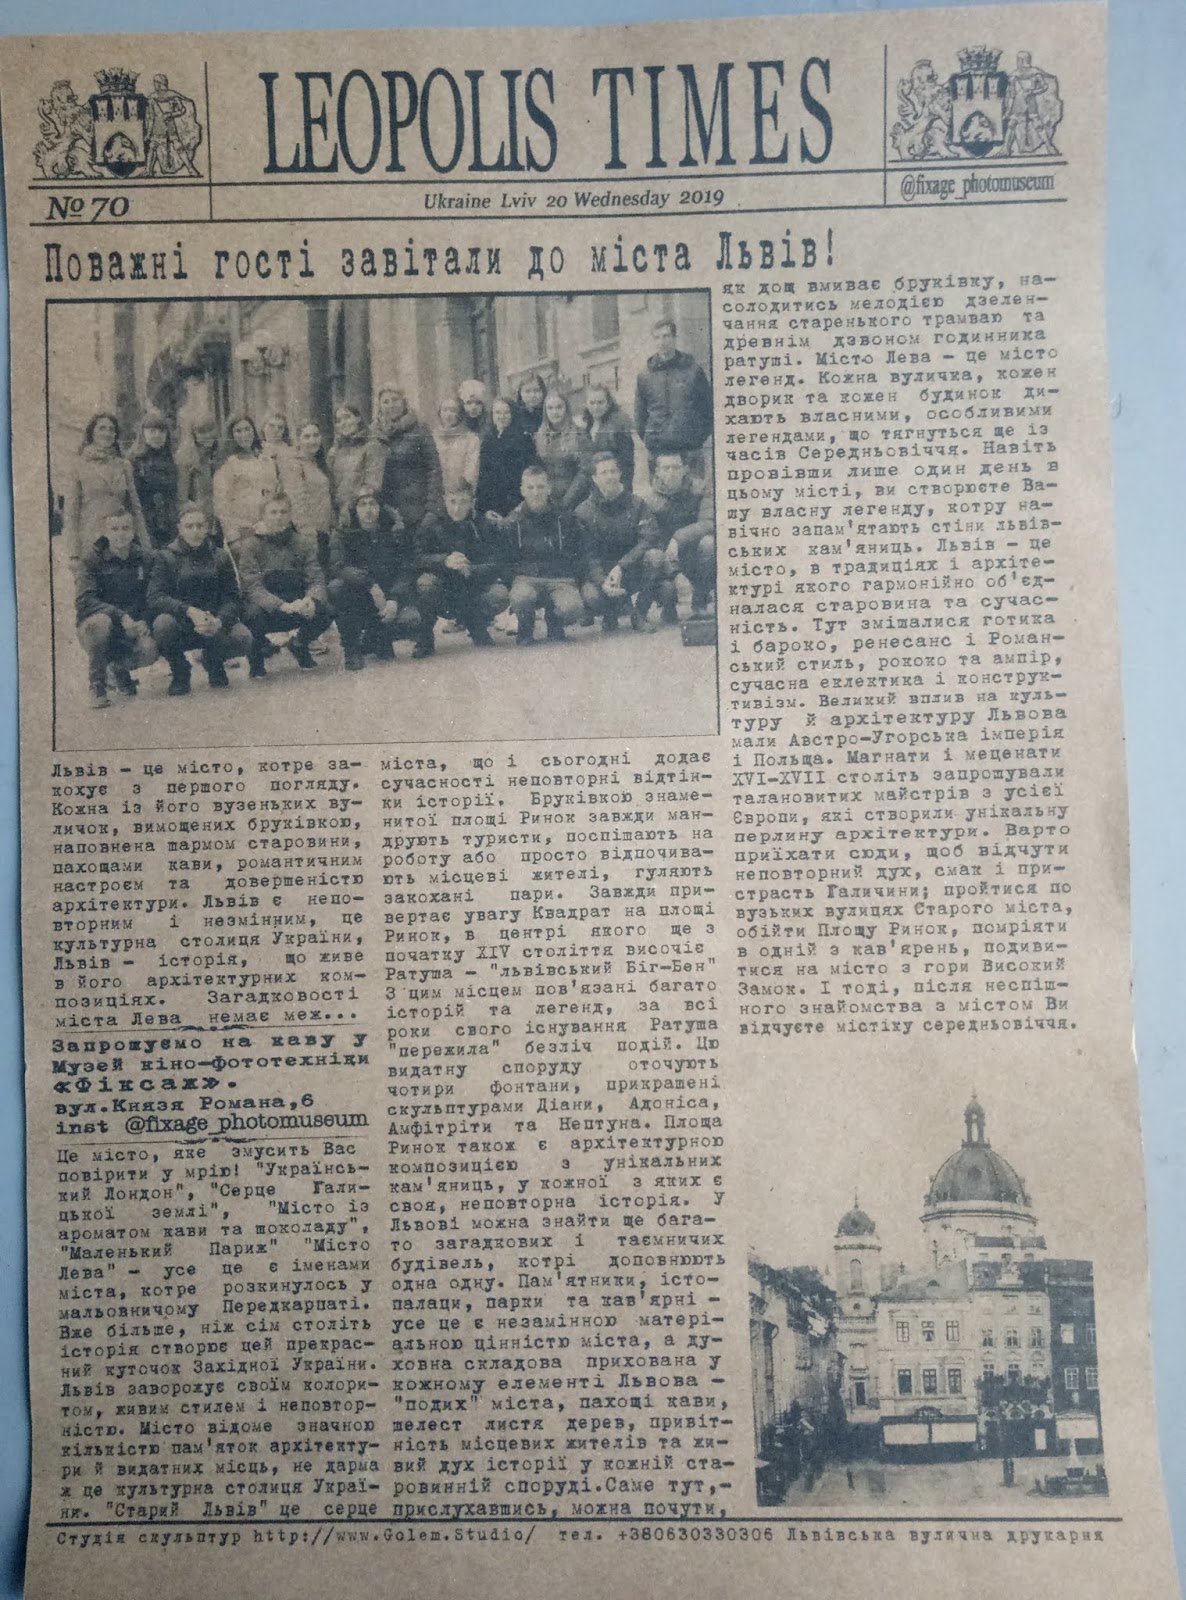 LEOPOLIS TIMES
№ 70
Ukraine Lviv 20 Wednesday 2019
@fixage_photomuseum
Поважні гості завітали до міста Львів!
Львів – це місто, котре за-
кохує з першого погляду.
Кожна із його вузеньких ву-
личок, вимощених бруківкою,
наповнена шармом старовини,
пахощами кави, романтичним
настроєм та довершеністю
архітектури. Львів є непо-
вторним і незмінним, це
культурна столиця України,
Львів – історія, що живе
в його архітектурних ком-
позиціях. Загадковості
міста Лева немає меж...
Запрошуємо на каву у
Музей кіно-фототехніки
«Фіксаж».
вул.Князя Романа,6
inst @fixage_photomuseum
Це місто, яке змусить Вас
повірити у мрію! "Українсь-
кий Лондон", "Серце Гали-
цької землі", "Місто із
ароматом кави та шоколаду",
"Маленький Париж" "Місто
Лева" – усе це є іменами
міста, котре розкинулось у
мальовничому Передкарпаті.
Вже більше, ніж сім століть
історія створює цей прекрас-
ний куточок Західної України.
Львів заворожує своїм колори-
том, живим стилем і неповтор-
ністю. Місто відоме значною
кількістю пам'яток архітекту-
ри й видатних місць, не дарма
ж це культурна столиця Украї-
ни. "Старий Львів" це серце
міста, що і сьогодні додає
сучасності неповторні відтін-
ки історії. Бруківкою знаме-
нитої площі Ринок завжди ман-
друють туристи, поспішають на
роботу або просто відпочива-
ють місцеві жителі, гуляють
закохані пари. Завжди при-
вертає увагу Квадрат на площі
Ринок, в центрі якого ще з
початку XIV століття височіє
Ратуша – "львівський Біг-Бен"
З цим місцем пов'язані багато
історій та легенд, за всі
роки свого існування Ратуша
"пережила" безліч подій. Цю
видатну споруду оточують
чотири фонтани, прикрашені
скульптурами Діани, Адоніса,
Амфітріти та Нептуна. Площа
Ринок також є архітектурною
композицією з унікальних
кам'яниць, у кожної з яких є
своя, неповторна історія. У
Львові можна знайти ще бага-
то загадкових і таємничих
будівель, котрі доповнюють
одна одну. Пам'ятники, істо-
палаци, парки та кав'ярні –
усе це є незамінною матері-
альною цінністю міста, а ду-
ховна складова прихована у
кожному елементі Львова –
"подих" міста, пахощі кави,
шелест листя дерев, привіт-
ність місцевих жителів та жи-
вий дух історії у кожній ста-
ровинній споруді.Саме тут,-
прислухавшись, можна почути,
як дощ вмиває бруківку, на-
солодитись мелодією дзелен-
чання старенького трамваю та
древнім дзвоном годинника
ратуші. Місто Лева – це місто
легенд. Кожна вуличка, кожен
дворик та кожен будинок ди-
хають власними, особливими
легендами, що тягнуться ще із
часів Середньовіччя. Навіть
провівши лише один день в
цьому місті, ви створюєте Ва-
шу власну легенду, котру на-
вічно запам'ятають стіни львів-
ських кам'яниць. Львів – це
місто, в традиціях і архіте-
ктурі якого гармонійно об'єд-
налася старовина та сучас-
ність. Тут змішалися готика
і бароко, ренесанс і Роман-
ський стиль, рококо та ампір,
сучасна еклектика і конструк-
тивізм. Великий вплив на куль-
туру й архітектуру Львова
мали Австро-Угорська імперія
і Польща. Магнати і меценати
XVI-XVII століть запрошували
талановитих майстрів з усієї
Європи, які створили унікальну
перлину архітектури. Варто
приїхати сюди, щоб відчути
неповторний дух, смак і при-
страсть Галичини; пройтися по
вузьких вулицях Старого міста,
обійти Площу Ринок, помріяти
в одній з кав'ярень, подиви-
тися на місто з гори Високий
Замок. І тоді, після неспіш-
ного знайомства з містом Ви
відчуєте містіку середньовіччя.
Студія скульптур http://www.Golem.Studio/ тел. +380630330306 Львівська вулична друкарня